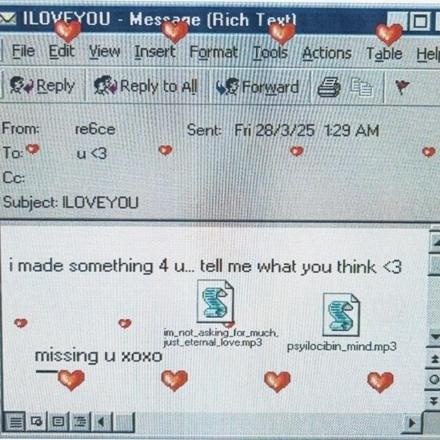 ILOVEYOU - Message (Rich Text)
File Edit View Insert Format Tools Actions Table Help
Reply Reply to All Forward
From: re6ce Sent: Fri 28/3/25 1:29 AM
To: u <3
Cc:
Subject: ILOVEYOU
i made something 4 u... tell me what you think <3
im_not_asking_for_much,
just_eternal_love.mp3
psyilocibin_mind.mp3
missing u xoxo